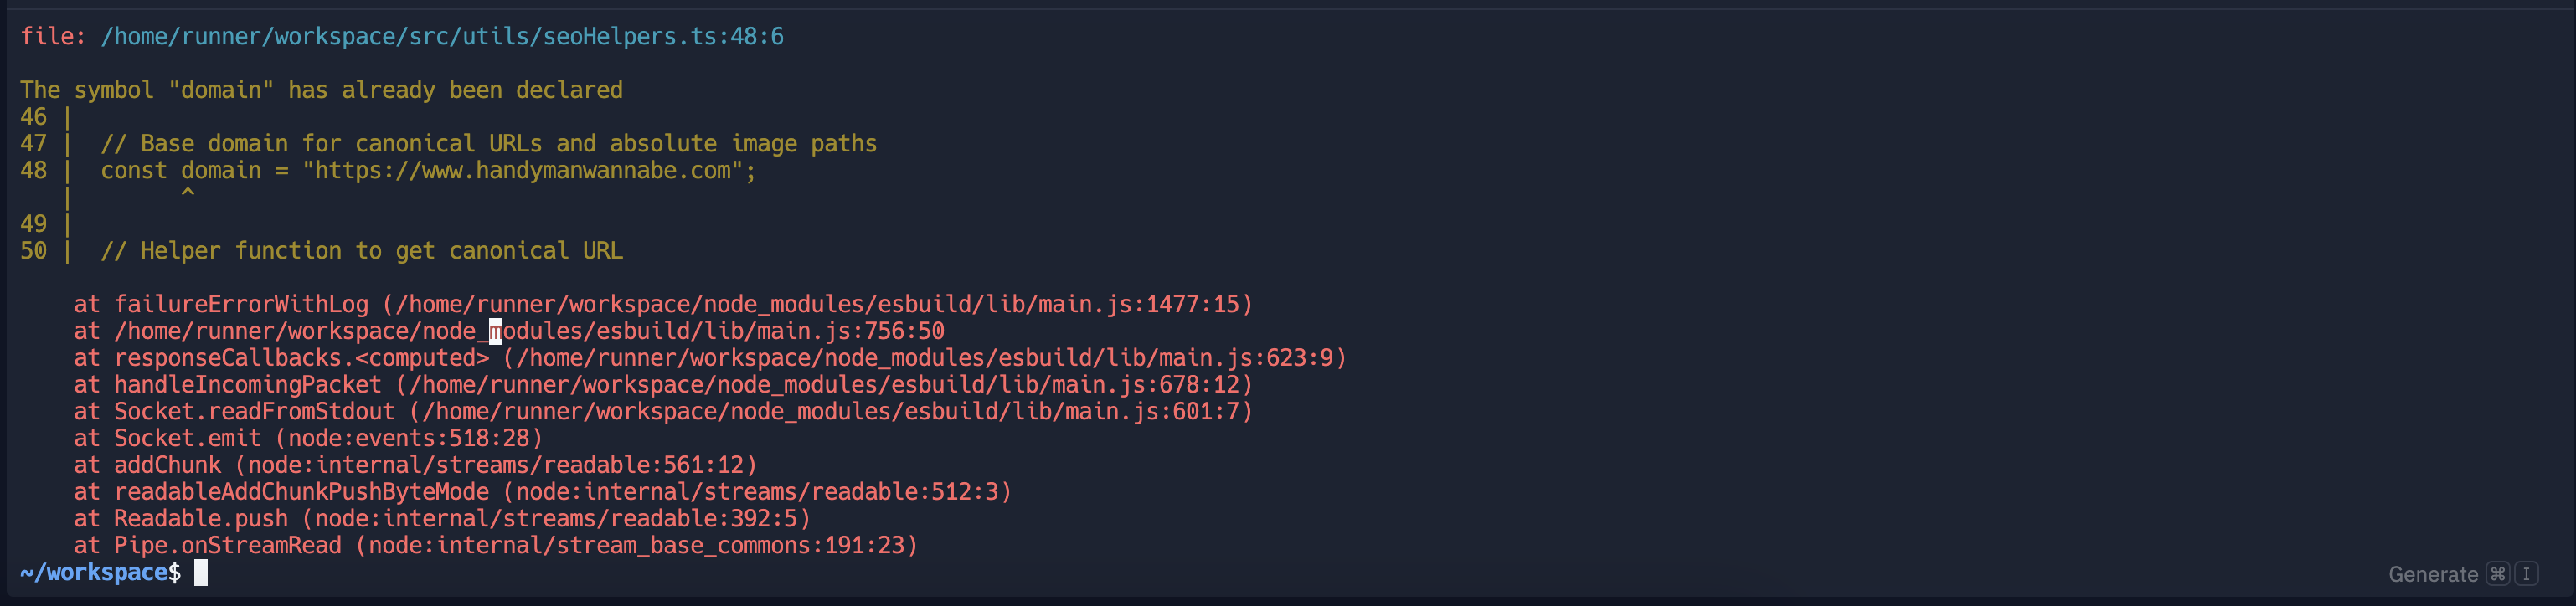 file: /home/runner/workspace/src/utils/seoHelpers.ts:48:6
The symbol "domain" has already been declared
46 |
47 |  // Base domain for canonical URLs and absolute image paths
48 |  const domain = "https://www.handymanwannabe.com";
   |        ^
49 |
50 |  // Helper function to get canonical URL
    at failureErrorWithLog (/home/runner/workspace/node_modules/esbuild/lib/main.js:1477:15)
    at /home/runner/workspace/node_modules/esbuild/lib/main.js:756:50
    at responseCallbacks.<computed> (/home/runner/workspace/node_modules/esbuild/lib/main.js:623:9)
    at handleIncomingPacket (/home/runner/workspace/node_modules/esbuild/lib/main.js:678:12)
    at Socket.readFromStdout (/home/runner/workspace/node_modules/esbuild/lib/main.js:601:7)
    at Socket.emit (node:events:518:28)
    at addChunk (node:internal/streams/readable:561:12)
    at readableAddChunkPushByteMode (node:internal/streams/readable:512:3)
    at Readable.push (node:internal/streams/readable:392:5)
    at Pipe.onStreamRead (node:internal/stream_base_commons:191:23)
~/workspace$
Generate ⌘ I